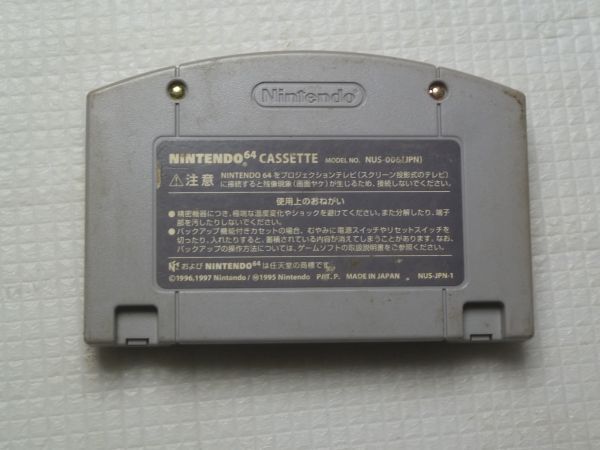 Nintendo
NINTENDO64 CASSETTE MODEL NO. NUS-006(JPN)
⚠注意 NINTENDO 64 をプロジェクションテレビ(スクリーン投影式のテレビ)
に接続すると残像現象(画面ヤケ)が生じるため、接続しないでください。
使用上のおねがい
●精密機器につき、極端な温度変化やショックを避けてください。また分解したり、端子
部を汚したりしないでください。
●バックアップ機能付きカセットの場合、むやみに電源スイッチやリセットスイッチを
切ったり、入れたりすると、蓄積されている内容が消えてしまうことがあります。なお、
バックアップの操作方法については、ゲームソフトの取扱説明書をご参照ください。
および NINTENDO64 は任天堂の商標です。
©1996,1997 Nintendo/Ⓜ1995 Nintendo PAT. P. MADE IN JAPAN NUS-JPN-1